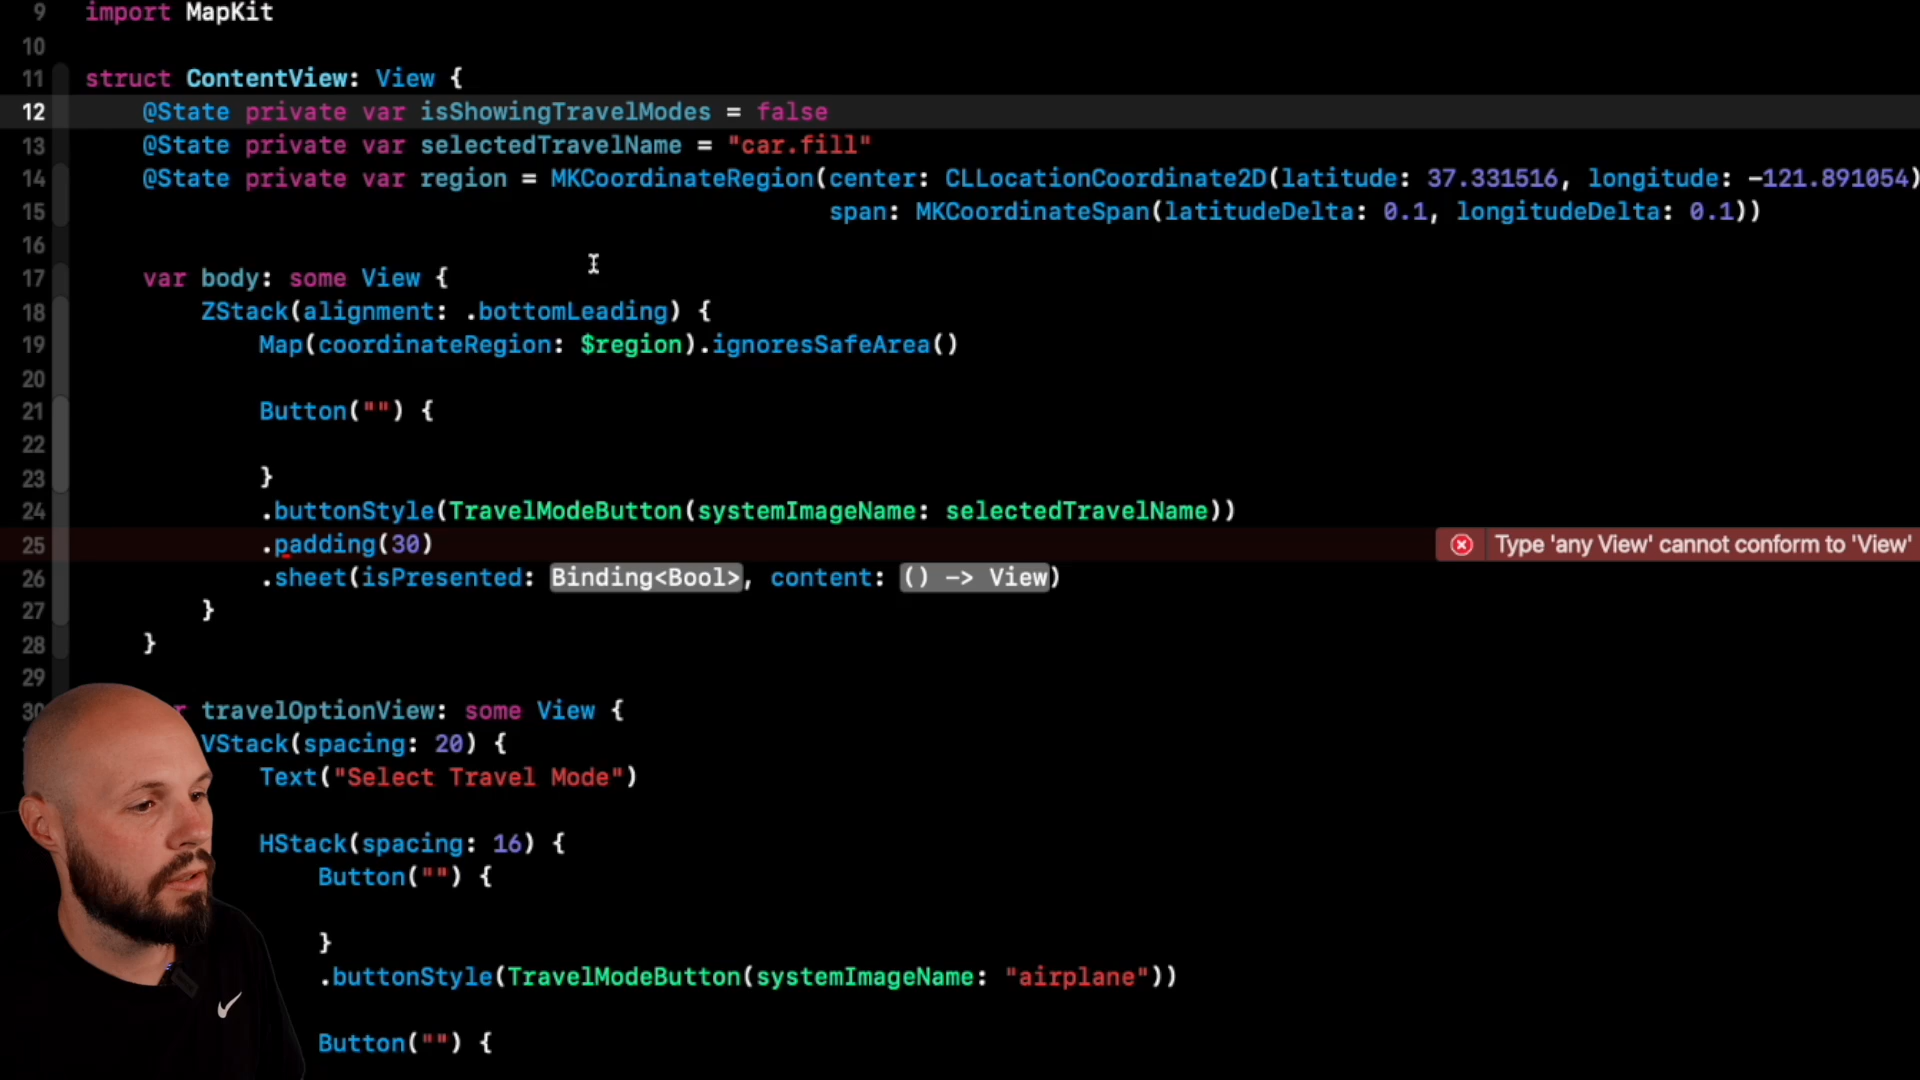 9 import MapKit
10
11 struct ContentView: View {
12 @State private var isShowingTravelModes = false
13 @State private var selectedTravelName = "car.fill"
14 @State private var region = MKCoordinateRegion(center: CLLocationCoordinate2D(latitude: 37.331516, longitude: -121.891054)
15 span: MKCoordinateSpan(latitudeDelta: 0.1, longitudeDelta: 0.1))
16
17 var body: some View {
18 ZStack(alignment: .bottomLeading) {
19 Map(coordinateRegion: $region).ignoresSafeArea()
20
21 Button("") {
22
23 }
24 .buttonStyle(TravelModeButton(systemImageName: selectedTravelName))
25 .padding(30) Type 'any View' cannot conform to 'View'
26 .sheet(isPresented: Binding<Bool>, content: () -> View)
27 }
28 }
29
30 r travelOptionView: some View {
VStack(spacing: 20) {
Text("Select Travel Mode")
HStack(spacing: 16) {
Button("") {
}
.buttonStyle(TravelModeButton(systemImageName: "airplane"))
Button("") {